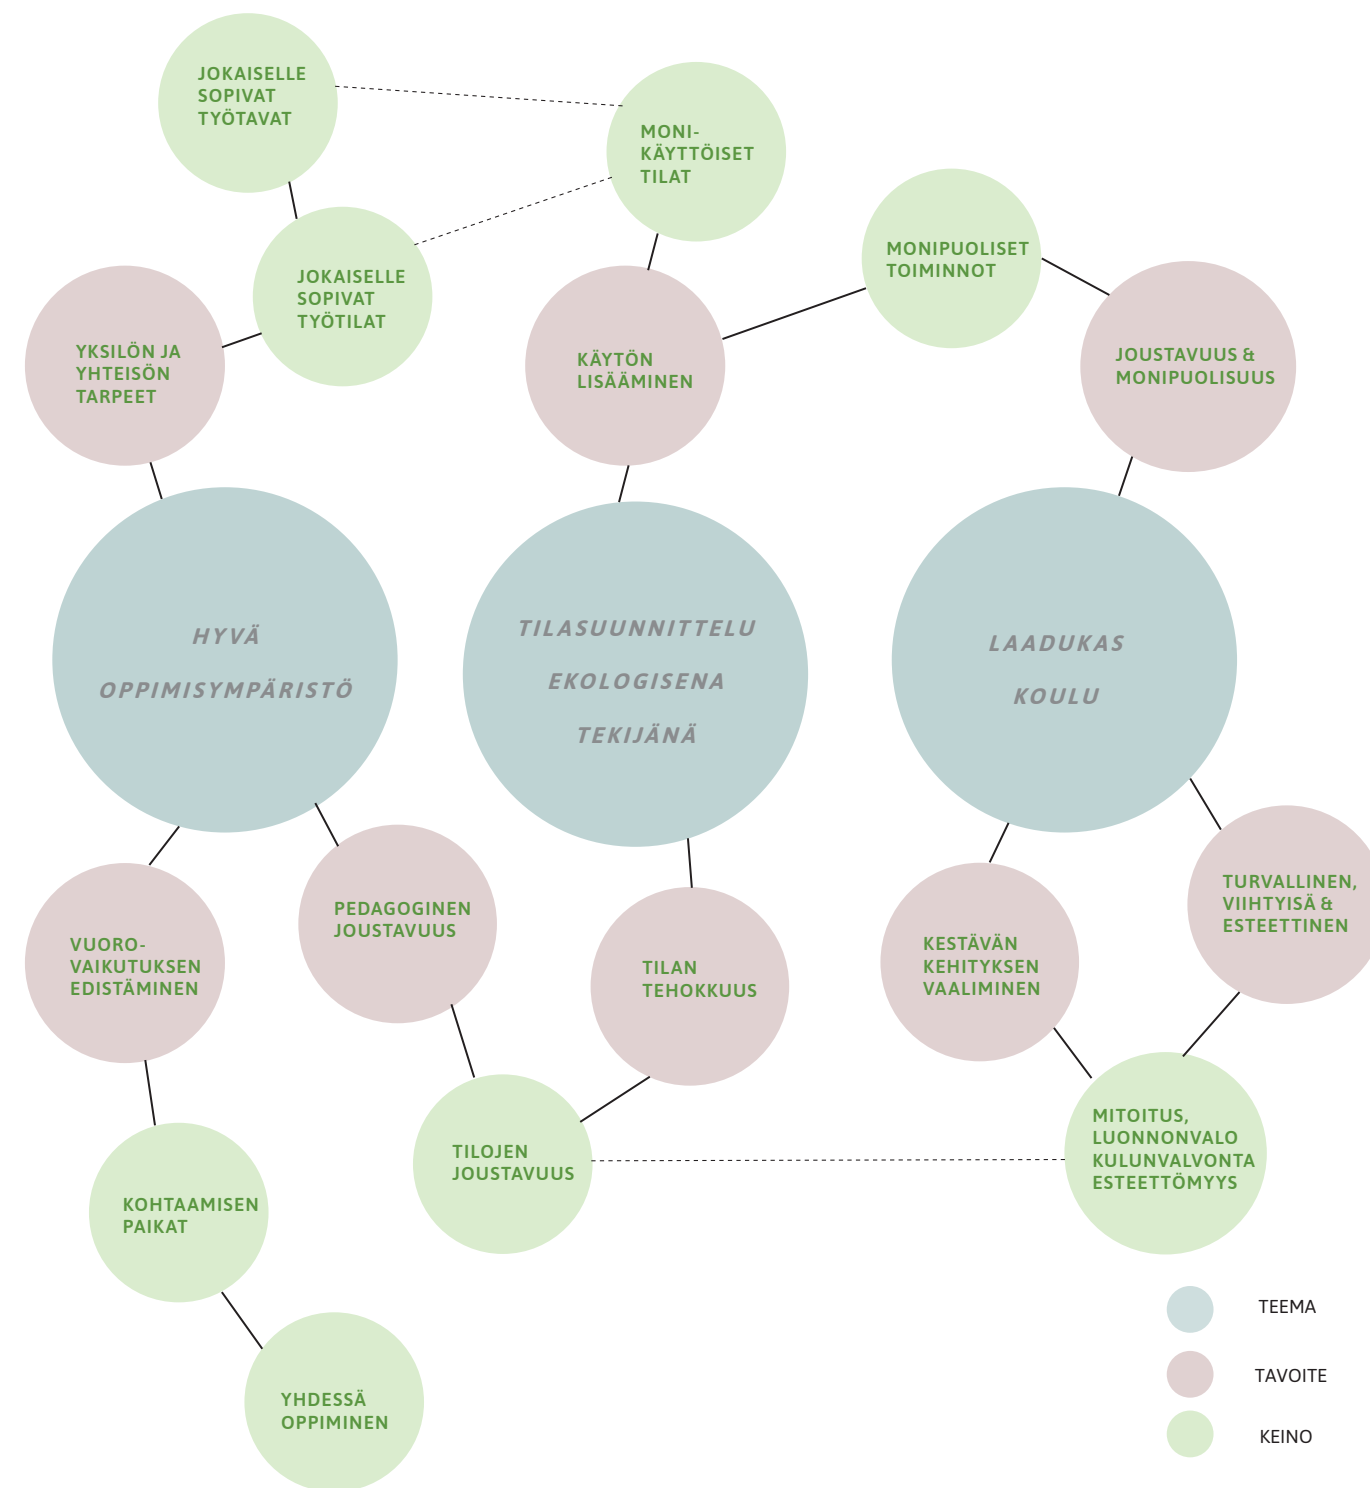 JOKAISELLE
SOPIVAT
TYÖTAVAT
MONI-
KÄYTTÖISET
TILAT
MONIPUOLISET
TOIMINNOT
JOKAISELLE
SOPIVAT
TYÖTILAT
YKSILÖN JA
YHTEISÖN
TARPEET
KÄYTÖN
LISÄÄMINEN
JOUSTAVUUS &
MONIPUOLISUUS
HYVÄ
OPPIMISYMPÄRISTÖ
TILASUUNNITTELU
EKOLOGISENA
TEKIJÄNÄ
LAADUKAS
KOULU
VUORO-
VAIKUTUKSEN
EDISTÄMINEN
PEDAGOGINEN
JOUSTAVUUS
TILAN
TEHOKKUUS
KESTÄVÄN
KEHITYKSEN
VAALIMINEN
TURVALLINEN,
VIIHTYISÄ &
ESTEETTINEN
KOHTAAMISEN
PAIKAT
TILOJEN
JOUSTAVUUS
MITOITUS,
LUONNONVALO
KULUNVALVONTA
ESTEETTÖMYYS
YHDESSÄ
OPPIMINEN
TEEMA
TAVOITE
KEINO